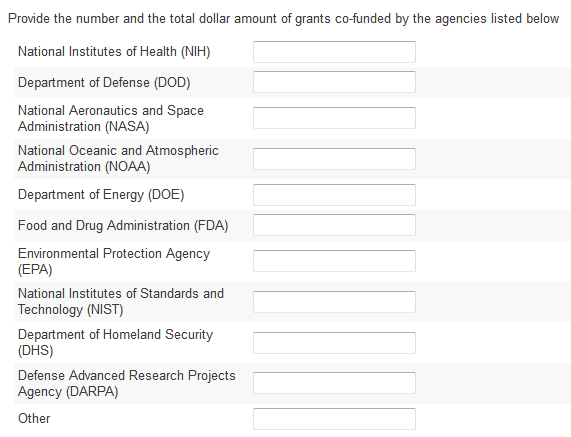 Provide the number and the total dollar amount of grants co-funded by the agencies listed below
National Institutes of Health (NIH)
Department of Defense (DOD)
National Aeronautics and Space
Administration (NASA)
National Oceanic and Atmospheric
Administration (NOAA)
Department of Energy (DOE)
Food and Drug Administration (FDA)
Environmental Protection Agency
(EPA)
National Institutes of Standards and
Technology (NIST)
Department of Homeland Security
(DHS)
Defense Advanced Research Projects
Agency (DARPA)
Other